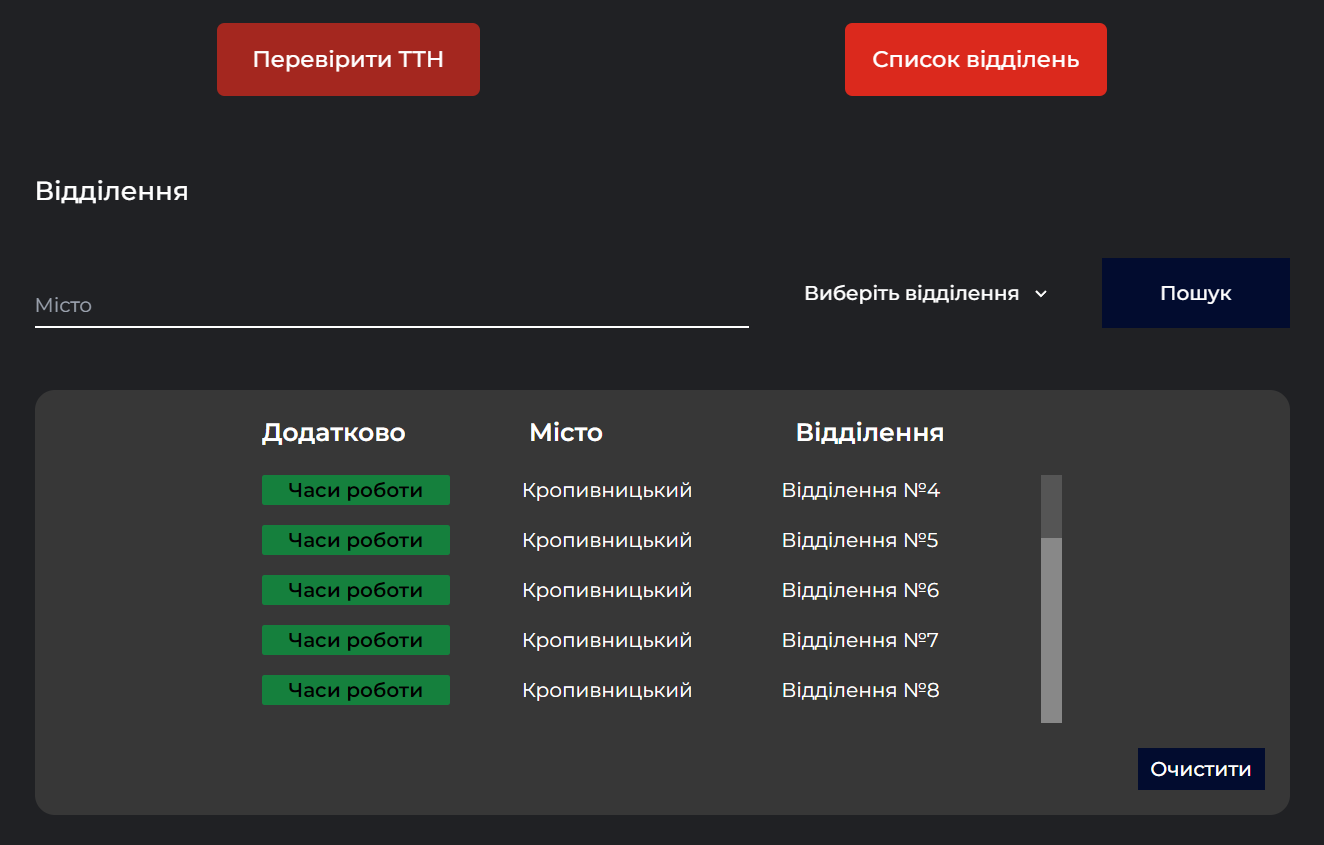 Перевірити ТТН
Список відділень
Відділення
Місто
Виберіть відділення
Пошук
Додатково Місто Відділення
Часи роботи Кропивницький Відділення №4
Часи роботи Кропивницький Відділення №5
Часи роботи Кропивницький Відділення №6
Часи роботи Кропивницький Відділення №7
Часи роботи Кропивницький Відділення №8
Очистити